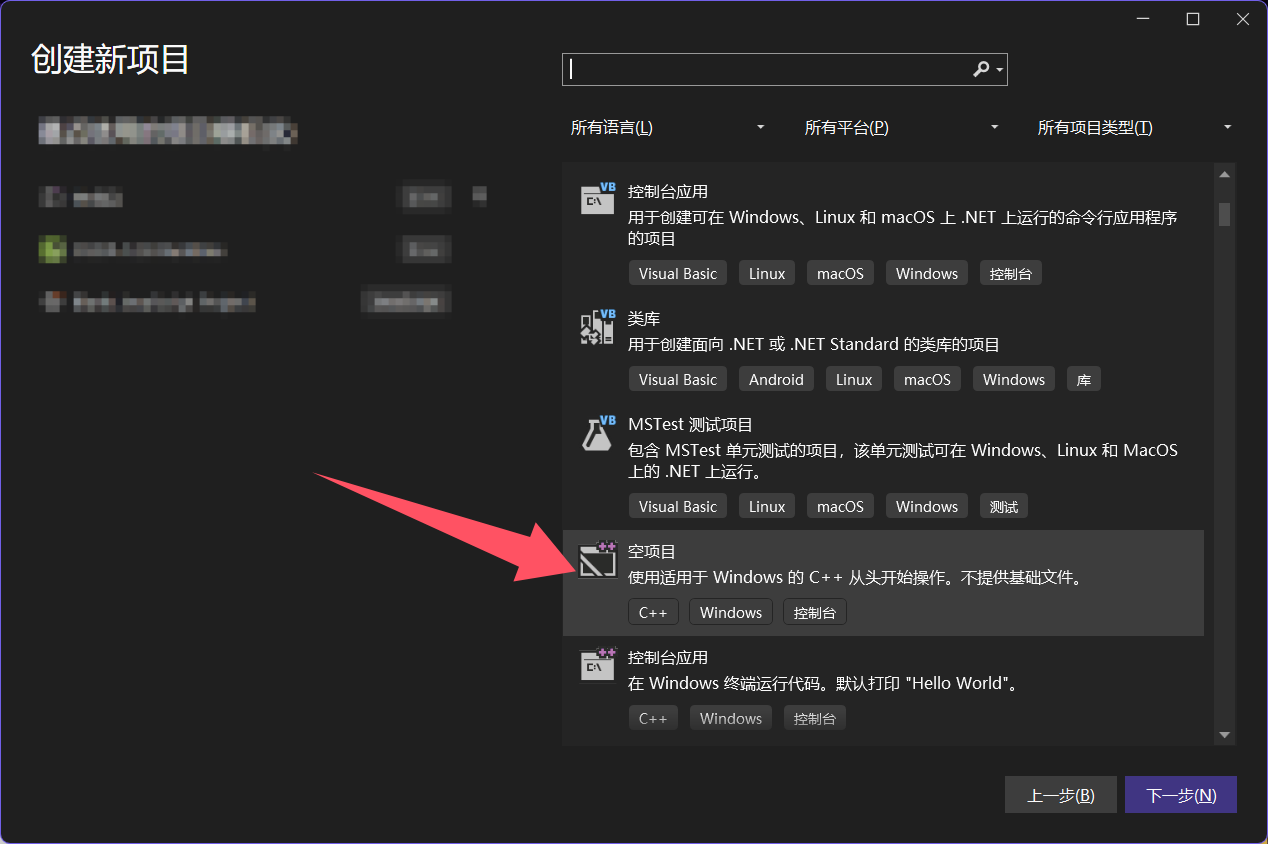 创建新项目
所有语言(L)
所有平台(P)
所有项目类型(T)
VB
C:\
控制台应用
用于创建可在 Windows、Linux 和 macOS 上 .NET 上运行的命令行应用程序
的项目
Visual Basic
Linux
macOS
Windows
控制台
VB
类库
用于创建面向 .NET 或 .NET Standard 的类库的项目
Visual Basic
Android
Linux
macOS
Windows
库
VB
MSTest 测试项目
包含 MSTest 单元测试的项目，该单元测试可在 Windows、Linux 和 MacOS
上的 .NET 上运行。
Visual Basic
Linux
macOS
Windows
测试
++
空项目
使用适用于 Windows 的 C++ 从头开始操作。不提供基础文件。
C++
Windows
控制台
++
C:\
控制台应用
在 Windows 终端运行代码。默认打印 "Hello World"。
C++
Windows
控制台
上一步(B)
下一步(N)